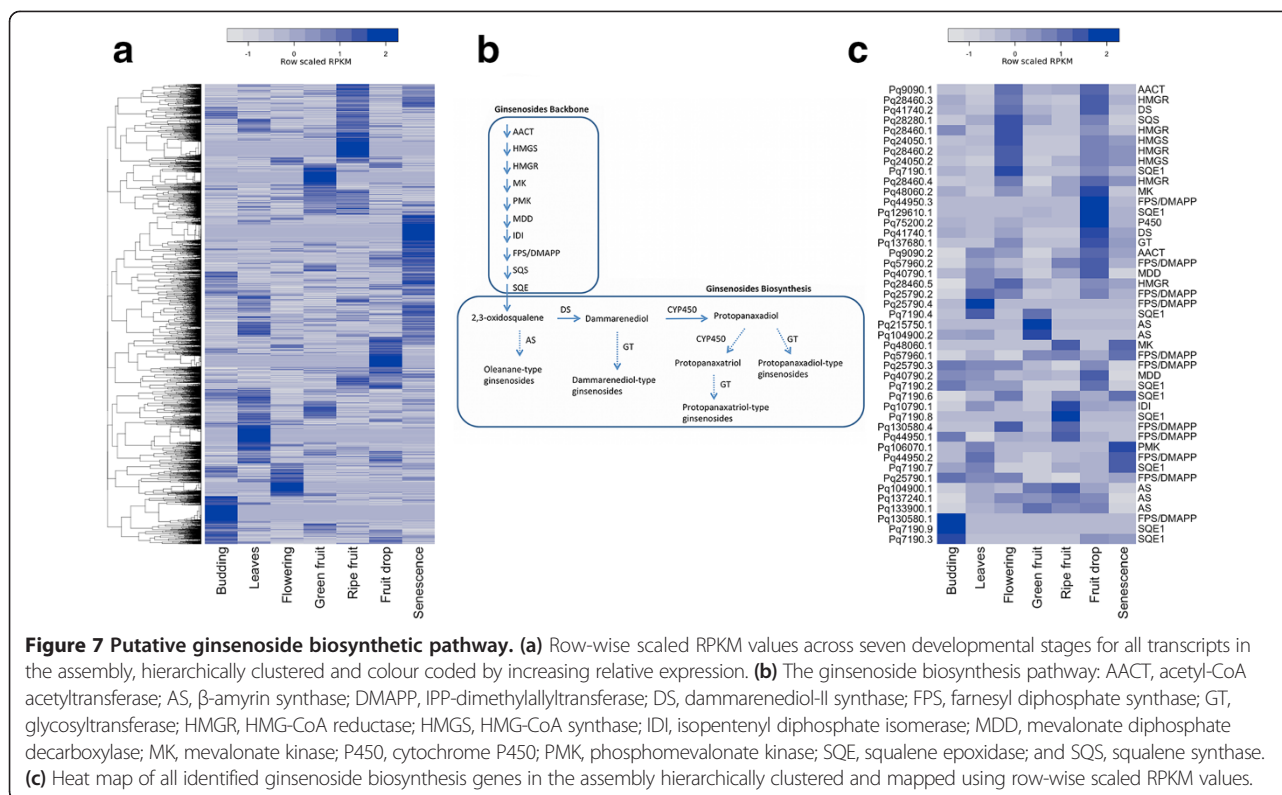 a
-1 0 1 2
Row scaled RPKM
Budding
Leaves
Flowering
Green fruit
Ripe fruit
Fruit drop
Senescence
b
Ginsenosides Backbone
AACT
HMGS
HMGR
MK
PMK
MDD
IDI
FPS/DMAPP
SQS
SQE
Ginsenosides Biosynthesis
2,3-oxidosqualene
DS
Dammarenediol
CYP450
Protopanaxadiol
AS
GT
CYP450
GT
Oleanane-type
ginsenosides
Dammarenediol-type
ginsenosides
Protopanaxatriol
Protopanaxadiol-type
ginsenosides
GT
Protopanaxatriol-type
ginsenosides
c
-1 0 1 2
Row scaled RPKM
Pq9090.1 AACT
Pq28460.3 HMGR
Pq41740.2 DS
Pq28280.1 SQS
Pq28460.1 HMGR
Pq24050.1 HMGS
Pq28460.2 HMGR
Pq24050.2 HMGS
Pq7190.1 SQE1
Pq28460.4 HMGR
Pq48060.2 MK
Pq44950.3 FPS/DMAPP
Pq129610.1 SQE1
Pq75200.2 P450
Pq41740.1 DS
Pq137680.1 GT
Pq9090.2 AACT
Pq57960.2 FPS/DMAPP
Pq40790.1 MDD
Pq28460.5 HMGR
Pq25790.2 FPS/DMAPP
Pq25790.4 FPS/DMAPP
Pq7190.4 SQE1
Pq215750.1 AS
Pq104900.2 AS
Pq48060.1 MK
Pq57960.1 FPS/DMAPP
Pq25790.3 FPS/DMAPP
Pq40790.2 MDD
Pq7190.2 SQE1
Pq7190.6 SQE1
Pq10790.1 IDI
Pq7190.8 SQE1
Pq130580.4 FPS/DMAPP
Pq44950.1 FPS/DMAPP
Pq106070.1 PMK
Pq44950.2 FPS/DMAPP
Pq7190.7 SQE1
Pq25790.1 FPS/DMAPP
Pq104900.1 AS
Pq137240.1 AS
Pq133900.1 AS
Pq130580.1 FPS/DMAPP
Pq7190.9 SQE1
Pq7190.3 SQE1
Budding
Leaves
Flowering
Green fruit
Ripe fruit
Fruit drop
Senescence
Figure 7 Putative ginsenoside biosynthetic pathway. (a) Row-wise scaled RPKM values across seven developmental stages for all transcripts in
the assembly, hierarchically clustered and colour coded by increasing relative expression. (b) The ginsenoside biosynthesis pathway: AACT, acetyl-CoA
acetyltransferase; AS, β-amyrin synthase; DMAPP, IPP-dimethylallyltransferase; DS, dammarenediol-II synthase; FPS, farnesyl diphosphate synthase; GT,
glycosyltransferase; HMGR, HMG-CoA reductase; HMGS, HMG-CoA synthase; IDI, isopentenyl diphosphate isomerase; MDD, mevalonate diphosphate
decarboxylase; MK, mevalonate kinase; P450, cytochrome P450; PMK, phosphomevalonate kinase; SQE, squalene epoxidase; and SQS, squalene synthase.
(c) Heat map of all identified ginsenoside biosynthesis genes in the assembly hierarchically clustered and mapped using row-wise scaled RPKM values.